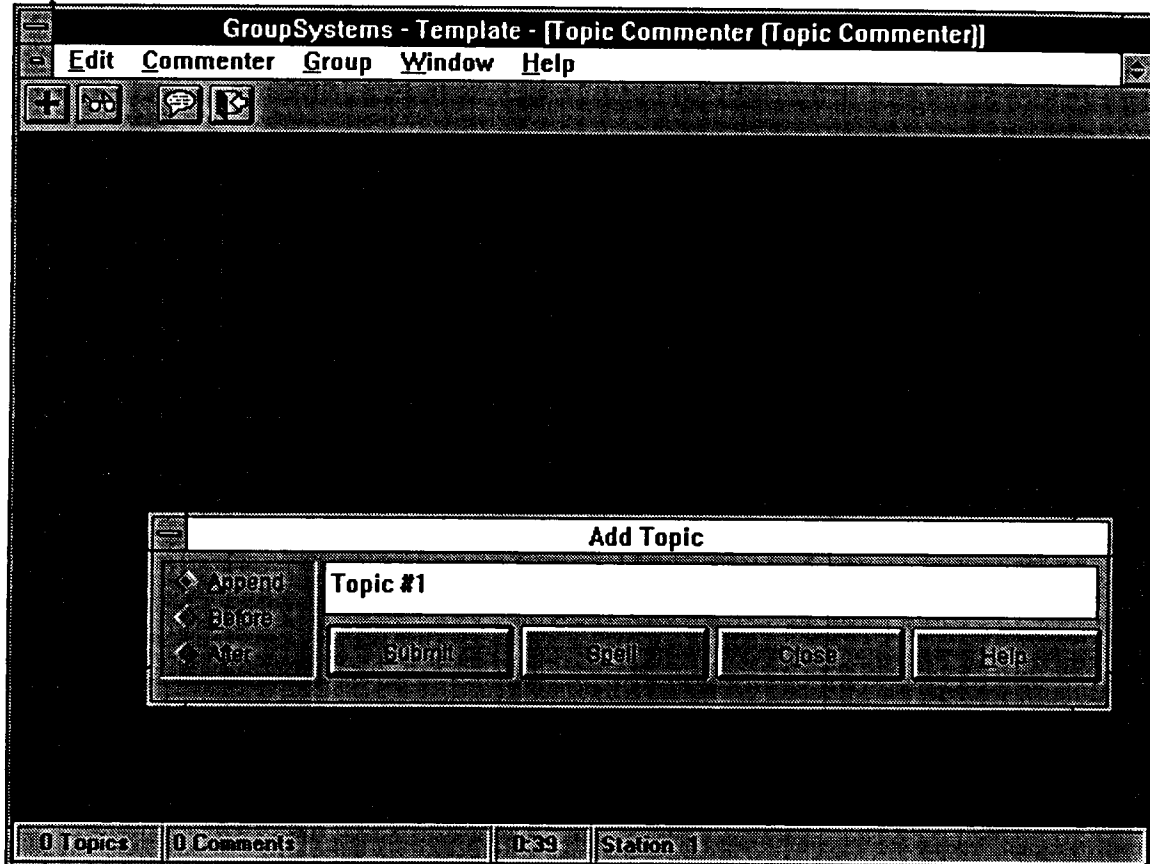 GroupSystems - Template - [Topic Commenter (Topic Commenter)]
Edit Commenter Group Window Help
Add Topic
Append
Topic #1
Before
After
Submit Spell Close Help
0 Topics 0 Comments 0:39 Station 1